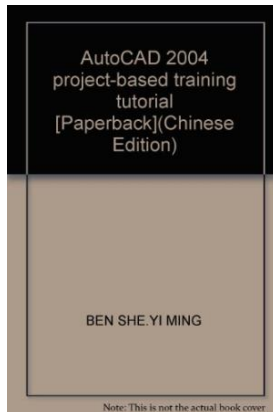 AutoCAD 2004
project-based training
tutorial
[Paperback](Chinese
Edition)
BEN SHE.YI MING
Note: This is not the actual book cover